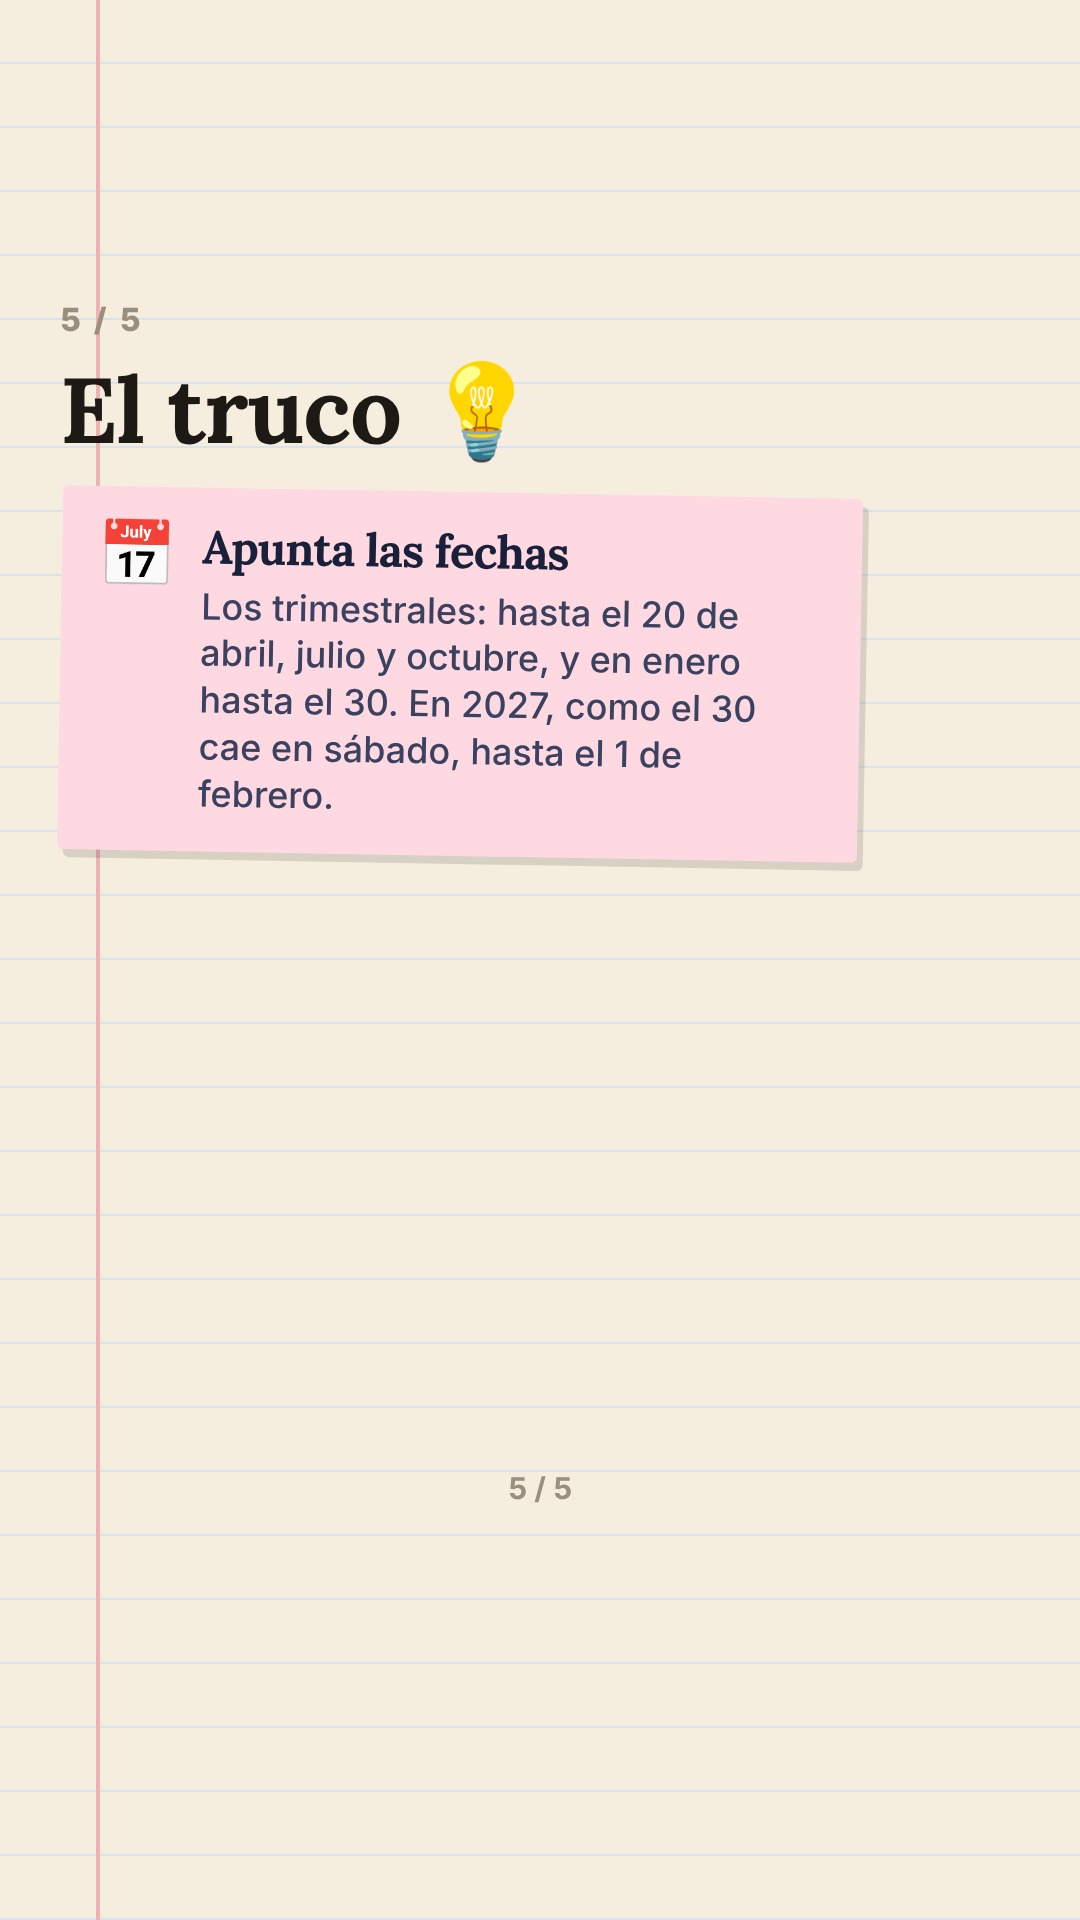 5 / 5
El truco 💡
July
17
Apunta las fechas
Los trimestrales: hasta el 20 de
abril, julio y octubre, y en enero
hasta el 30. En 2027, como el 30
cae en sábado, hasta el 1 de
febrero.
5 / 5